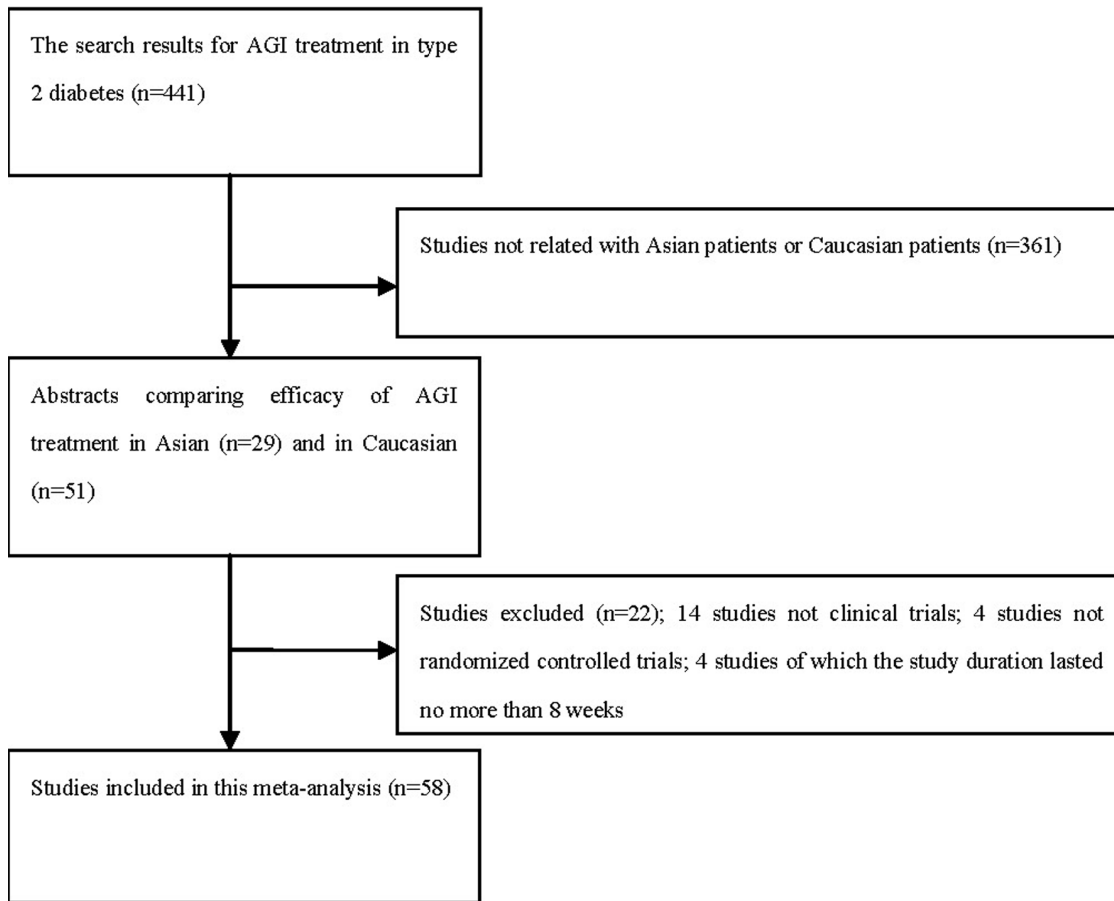 The search results for AGI treatment in type
2 diabetes (n=441)
Studies not related with Asian patients or Caucasian patients (n=361)
Abstracts comparing efficacy of AGI
treatment in Asian (n=29) and in Caucasian
(n=51)
Studies excluded (n=22); 14 studies not clinical trials; 4 studies not
randomized controlled trials; 4 studies of which the study duration lasted
no more than 8 weeks
Studies included in this meta-analysis (n=58)